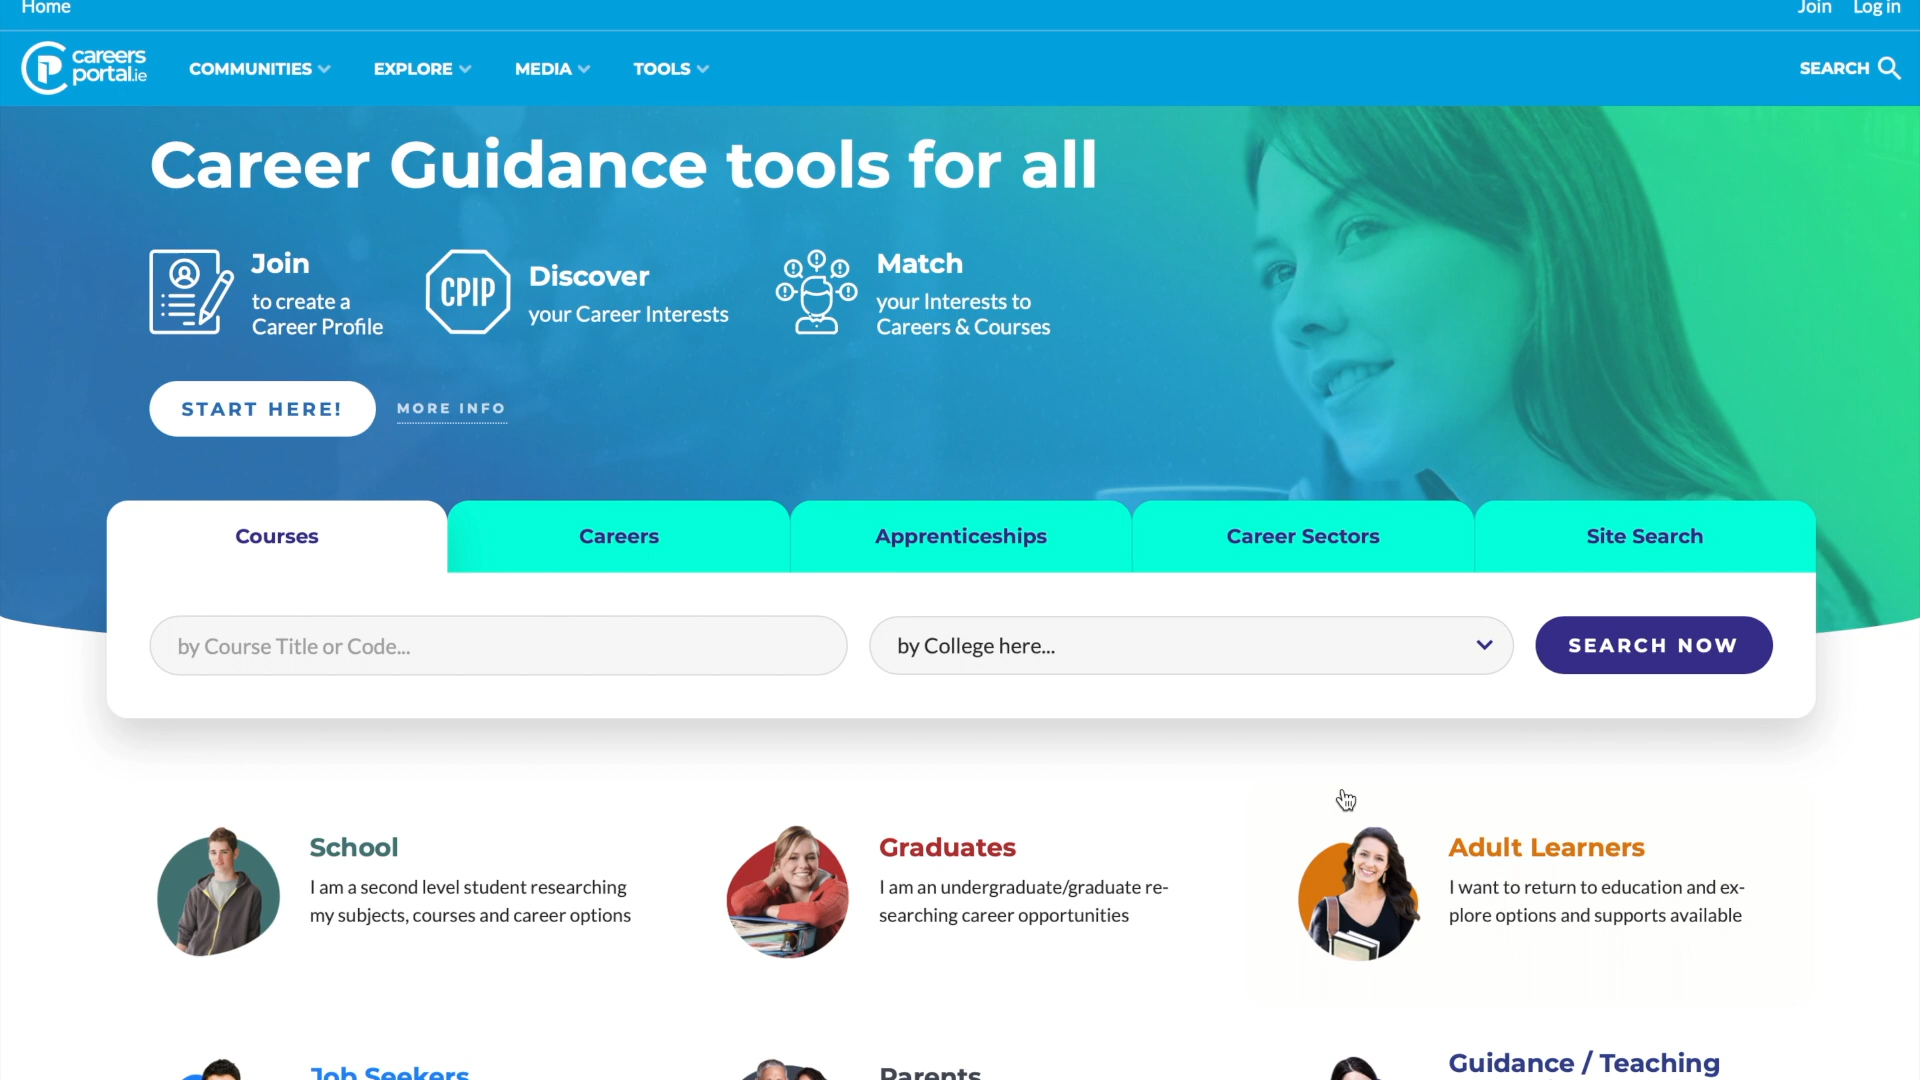 Home
Join
Log in
careers
portal.ie
COMMUNITIES
EXPLORE
MEDIA
TOOLS
SEARCH
Career Guidance tools for all
Join
to create a
Career Profile
CPIP
Discover
your Career Interests
Match
your Interests to
Careers & Courses
START HERE!
MORE INFO
Courses
Careers
Apprenticeships
Career Sectors
Site Search
by Course Title or Code...
by College here...
SEARCH NOW
School
I am a second level student researching
my subjects, courses and career options
Graduates
I am an undergraduate/graduate re-
searching career opportunities
Adult Learners
I want to return to education and ex-
plore options and supports available
Job Seekers
Parents
Guidance / Teaching